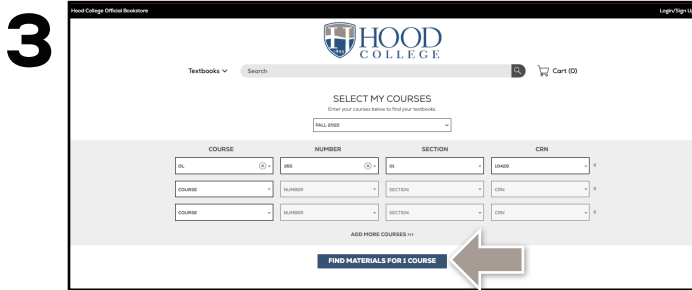 3
Hood College Official Bookstore Login/Sign Up
1893
HOOD
COLLEGE
Textbooks Search Cart (0)
SELECT MY COURSES
Enter your courses below to find your textbooks.
FALL 2022
COURSE NUMBER SECTION CRN
OL 355 01 10429 X
COURSE NUMBER SECTION CRN X
COURSE NUMBER SECTION CRN
ADD MORE COURSES >>>
FIND MATERIALS FOR 1 COURSE